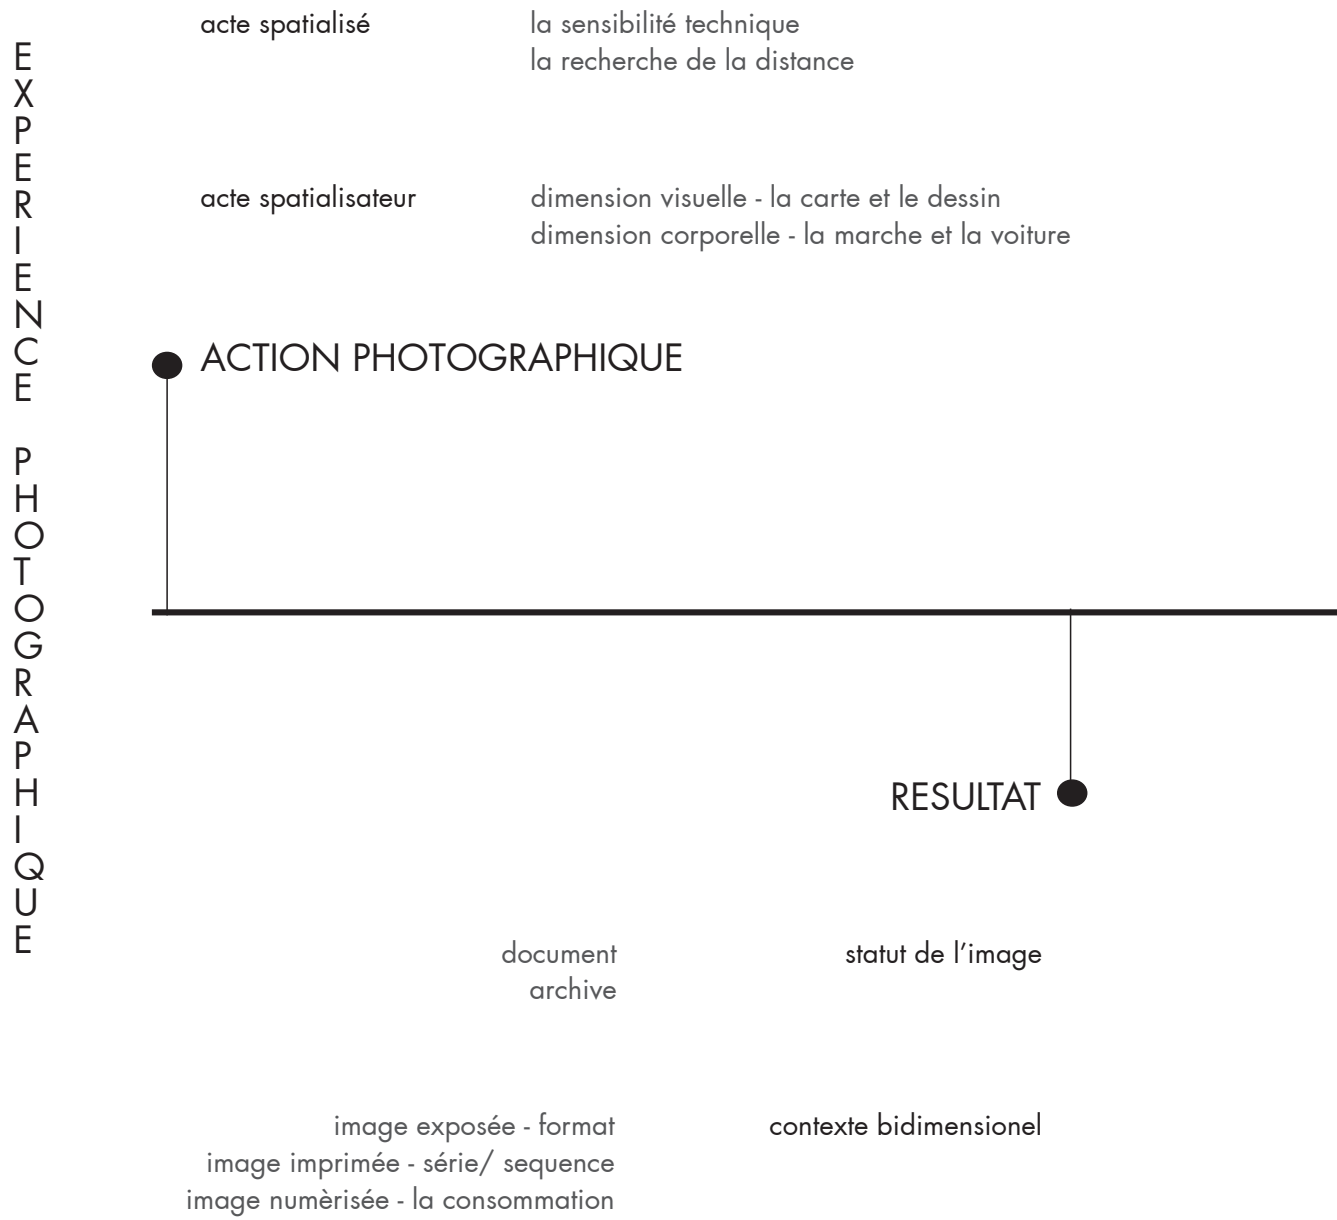 EXPERIENCE PHOTOGRAPHIQUE
acte spatialisé
la sensibilité technique
la recherche de la distance
acte spatialisateur
dimension visuelle - la carte et le dessin
dimension corporelle - la marche et la voiture
ACTION PHOTOGRAPHIQUE
RESULTAT
document
archive
statut de l’image
image exposée - format
image imprimée - série/ sequence
image numèrisée - la consommation
contexte bidimensionel